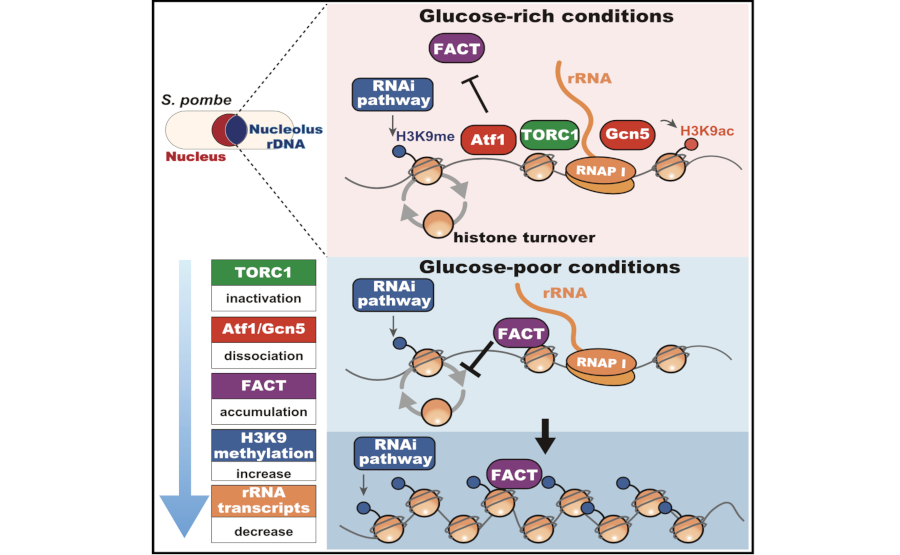 Glucose-rich conditions
FACT
rRNA
RNAi
pathway
S. pombe
Nucleolus
rDNA
Nucleus
H3K9me
Atf1
TORC1
Gcn5
H3K9ac
RNAP I
histone turnover
Glucose-poor conditions
RNAi
pathway
rRNA
FACT
RNAP I
TORC1
inactivation
Atf1/Gcn5
dissociation
FACT
accumulation
H3K9
methylation
increase
rRNA
transcripts
decrease
RNAi
pathway
FACT